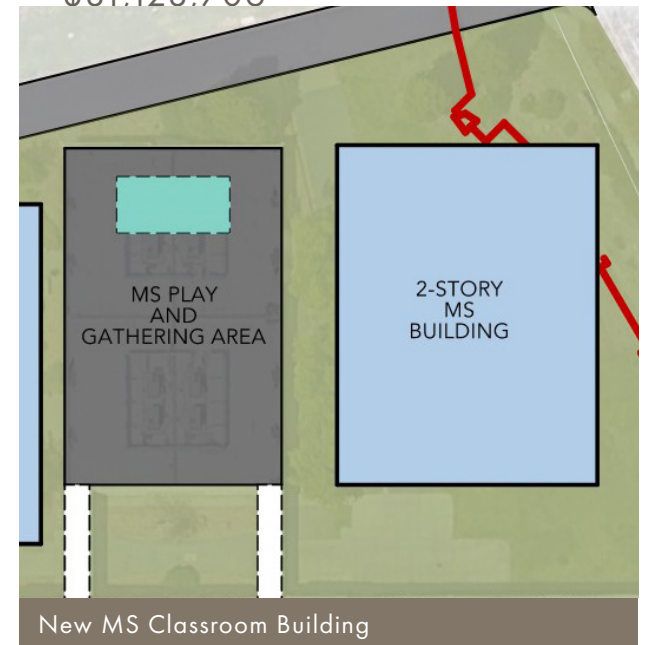 MS PLAY
AND
GATHERING AREA
2-STORY
MS
BUILDING
New MS Classroom Building